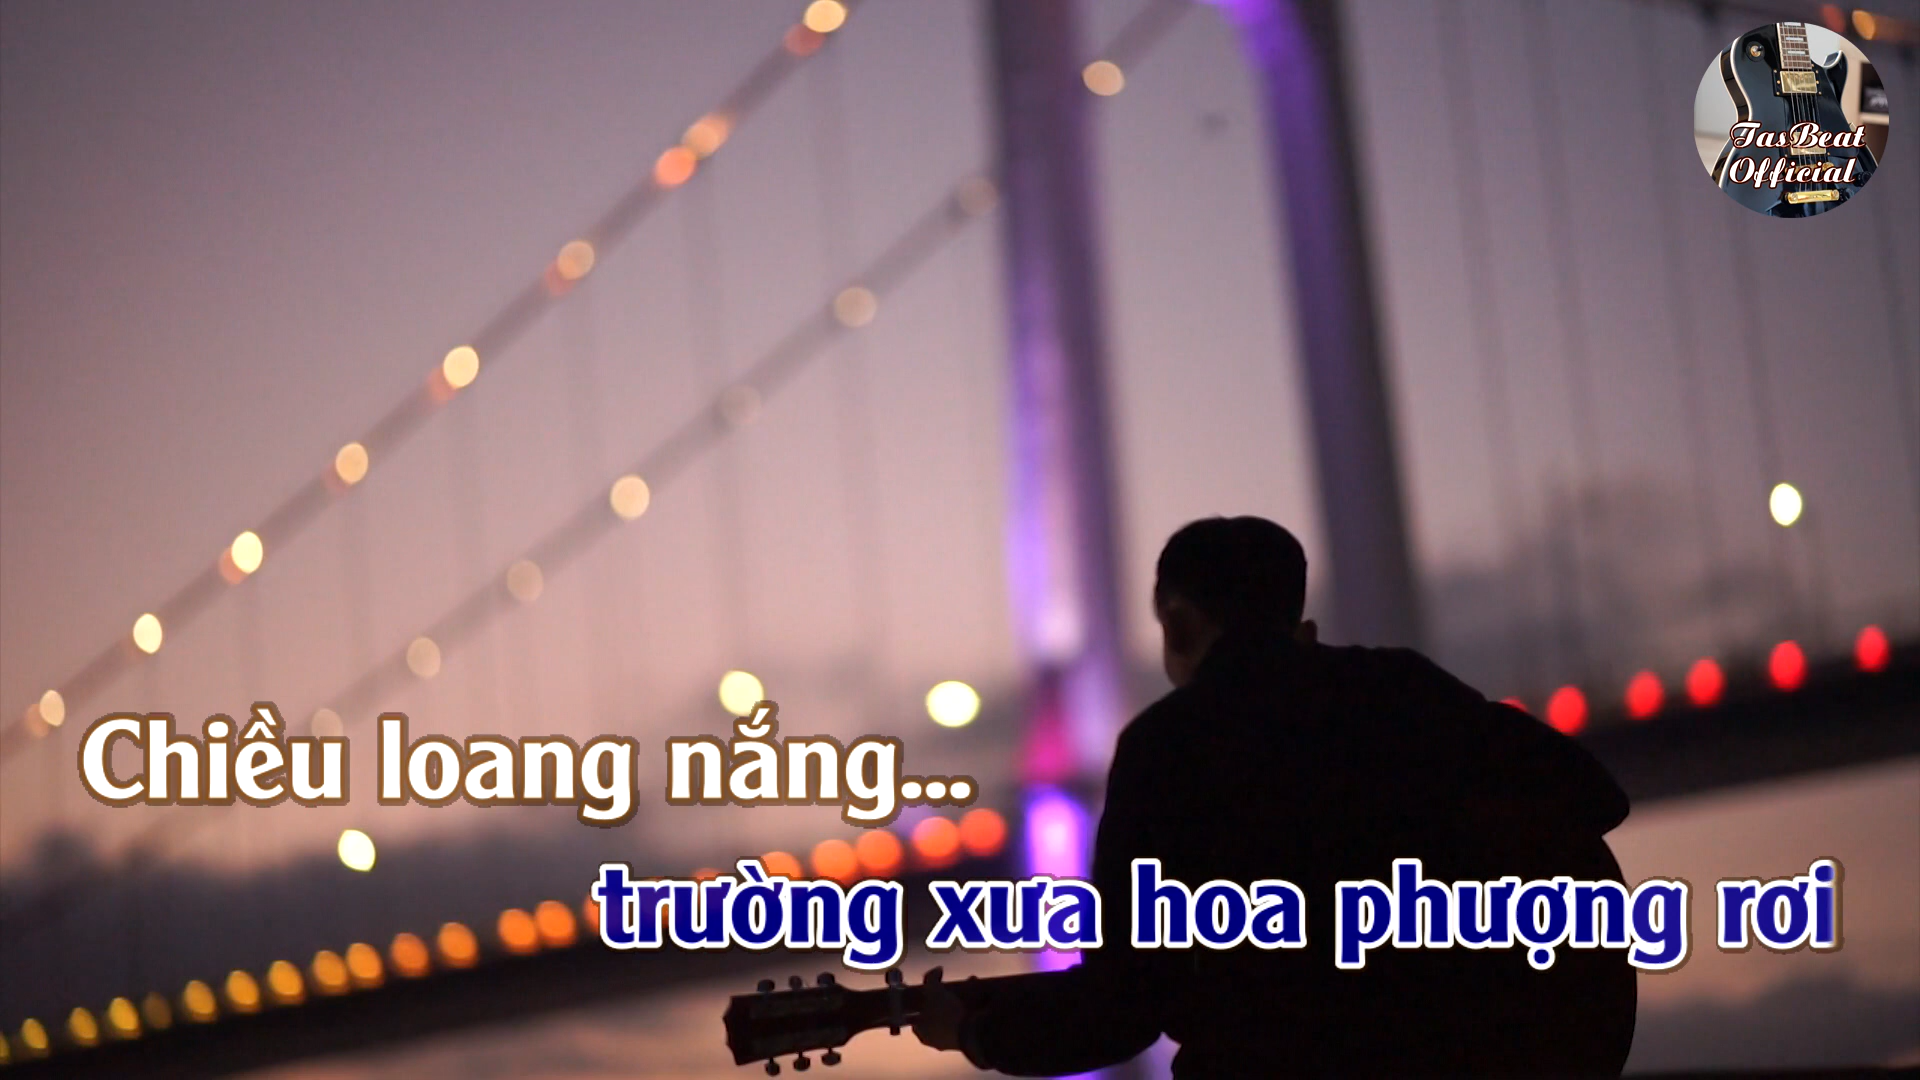 TasBeat
Official
Chiều loang nắng...
trường xưa hoa phượng rơi